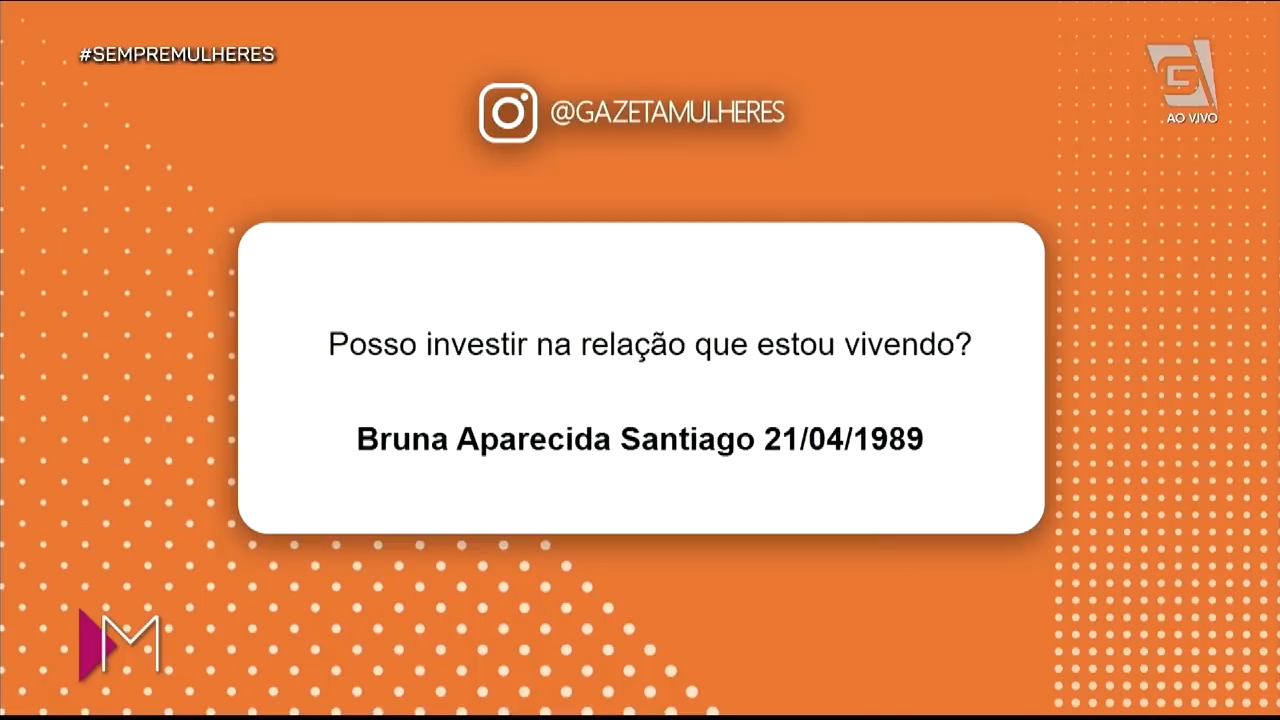 #SEMPREMULHERES
@GAZETAMULHERES
G
AO VIVO
Posso investir na relação que estou vivendo?
Bruna Aparecida Santiago 21/04/1989
M